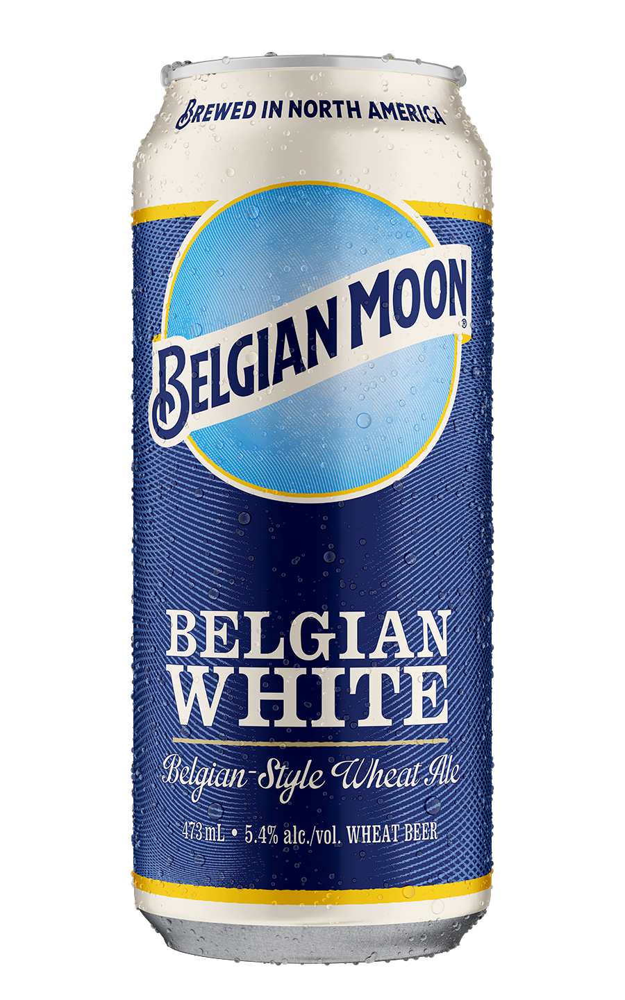 BREWED IN NORTH AMERICA
BELGIAN MOON®
BELGIAN
WHITE
Belgian-Style Wheat Ale
473 mL • 5.4% alc./vol. WHEAT BEER